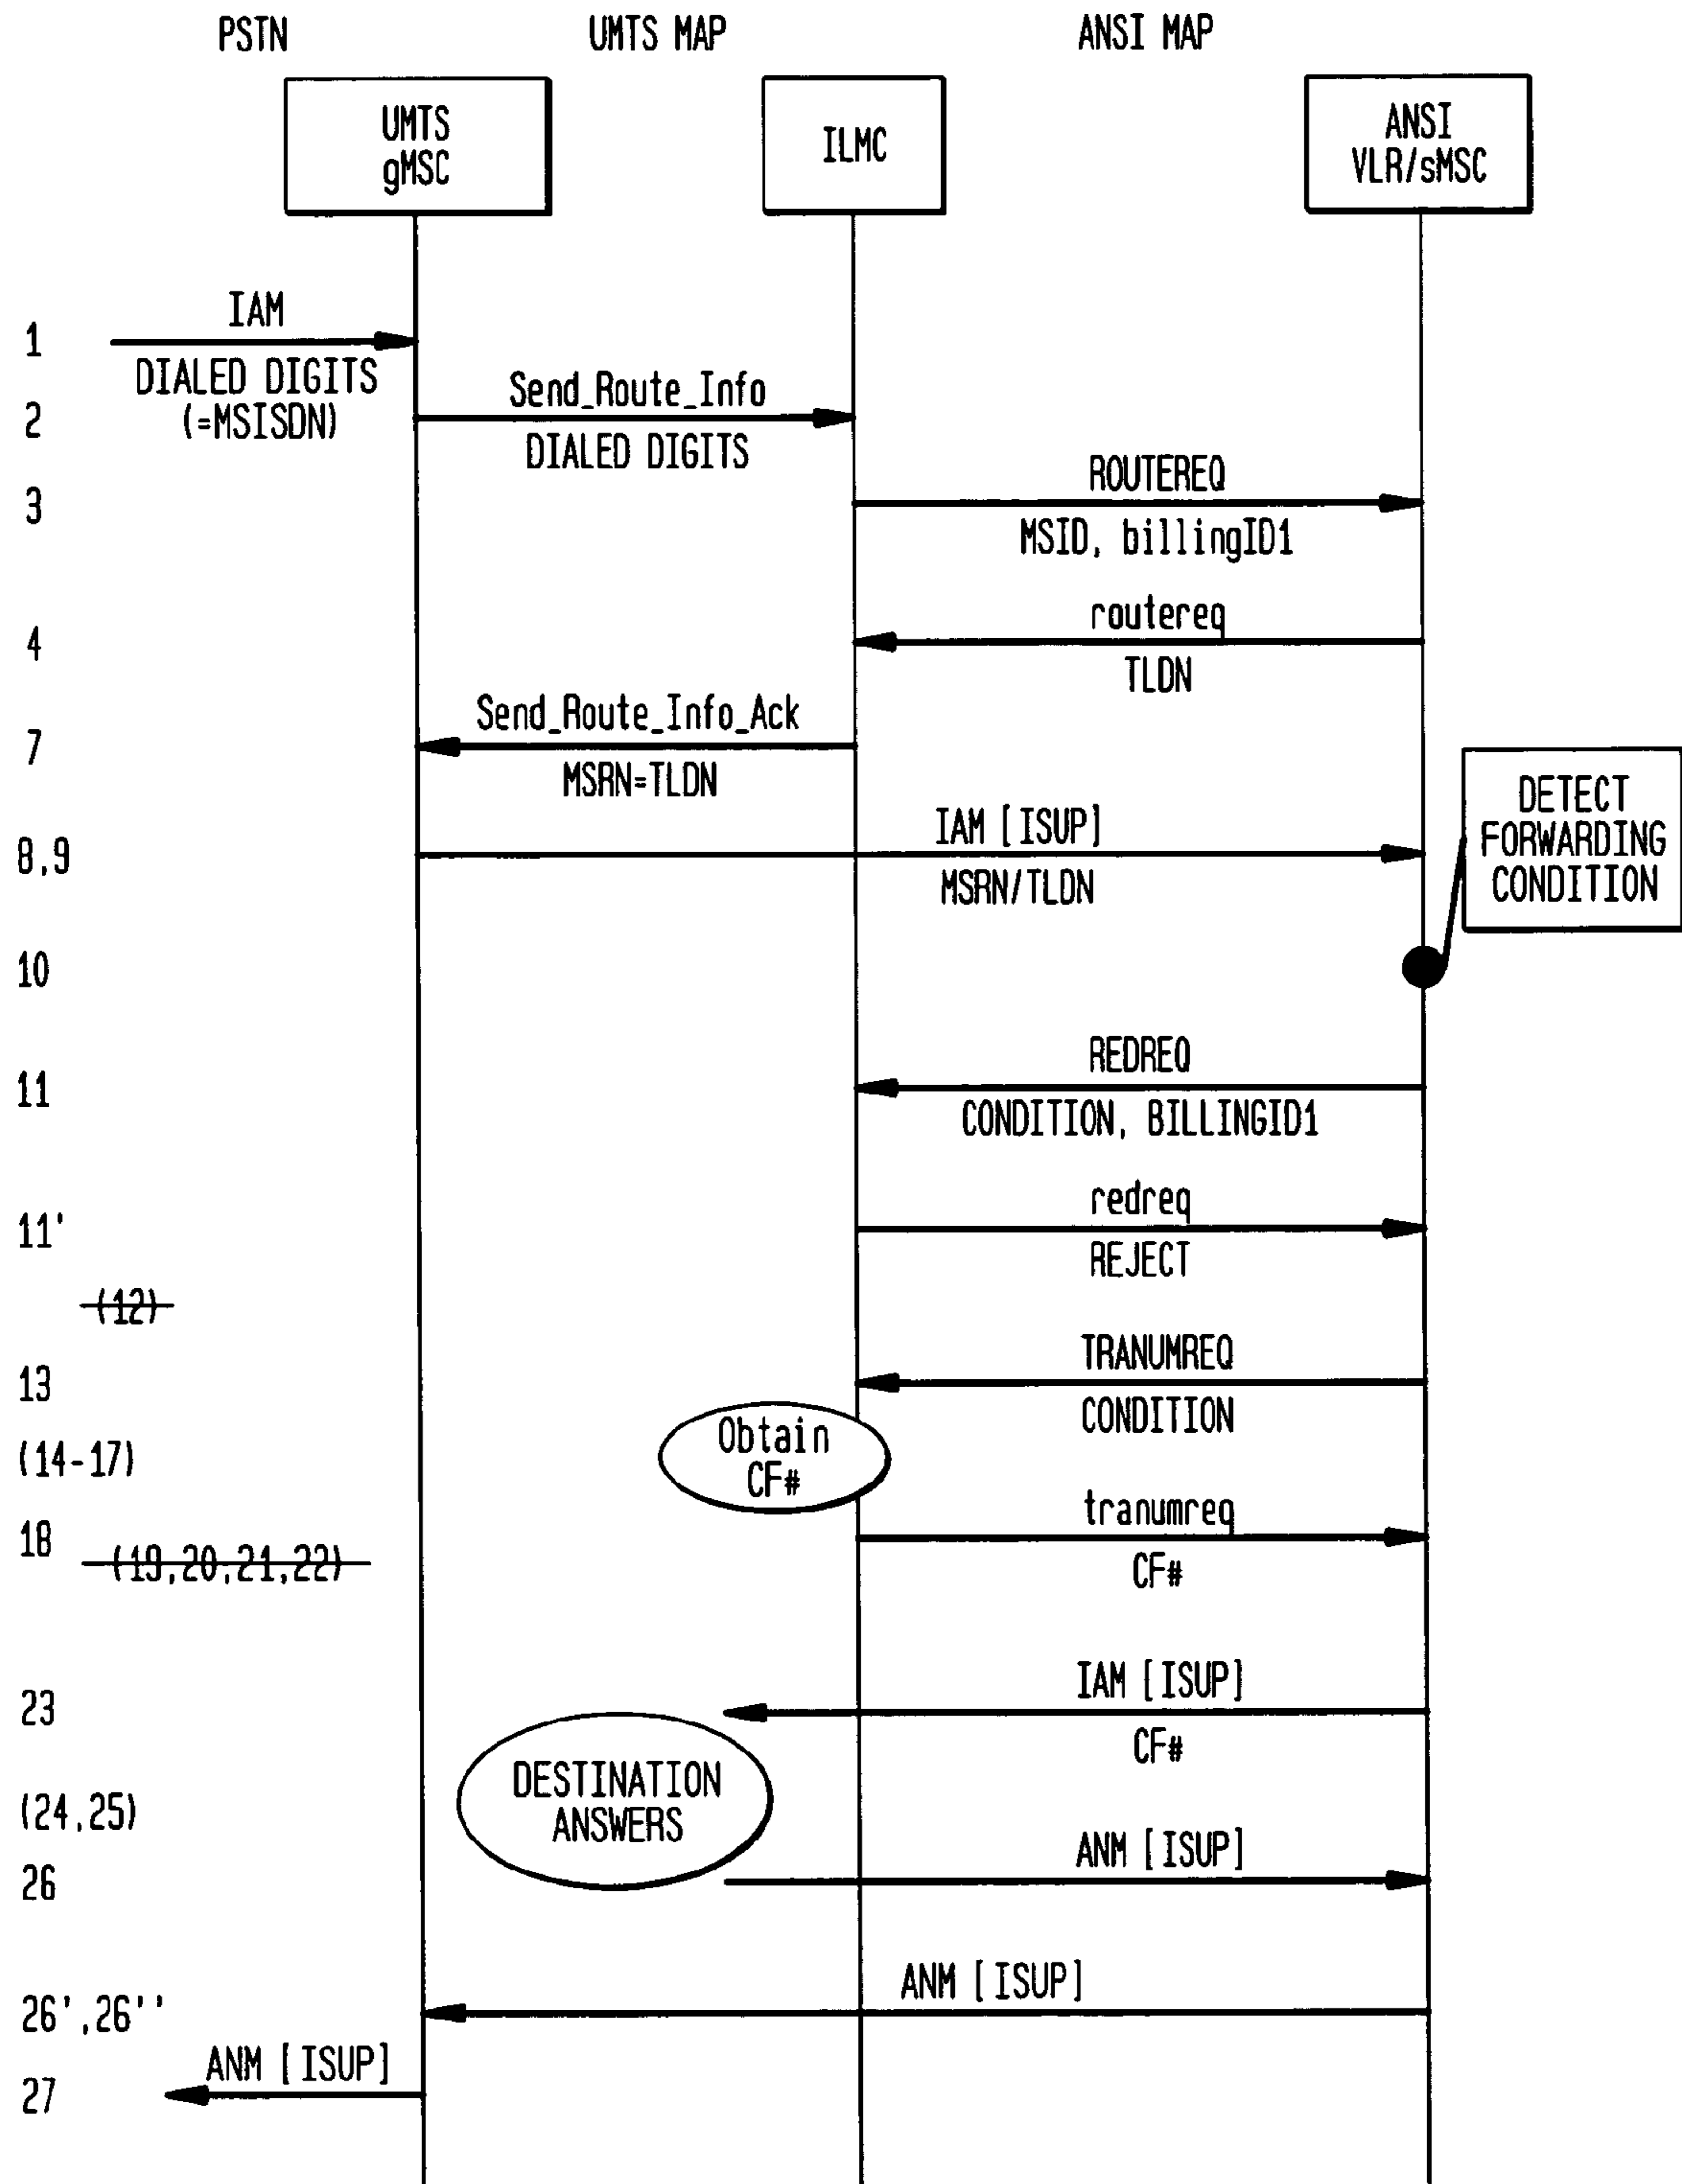 PSTN
UMTS MAP
ANSI MAP
UMTS
gMSC
ILMC
ANSI
VLR/sMSC
1
IAM
DIALED DIGITS
(=MSISDN)
2
Send_Route_Info
DIALED DIGITS
3
ROUTEREQ
MSID, billingID1
4
routereq
TLDN
7
Send_Route_Info_Ack
MSRN=TLDN
8,9
IAM [ISUP]
MSRN/TLDN
DETECT
FORWARDING
CONDITION
10
11
REDREQ
CONDITION, BILLINGID1
11'
redreq
REJECT
(12)
13
TRANUMREQ
CONDITION
(14-17)
Obtain
CF#
18
tranumreq
CF#
(19,20,21,22)
23
IAM [ISUP]
CF#
(24,25)
DESTINATION
ANSWERS
26
ANM [ISUP]
26',26''
ANM [ISUP]
27
ANM [ISUP]